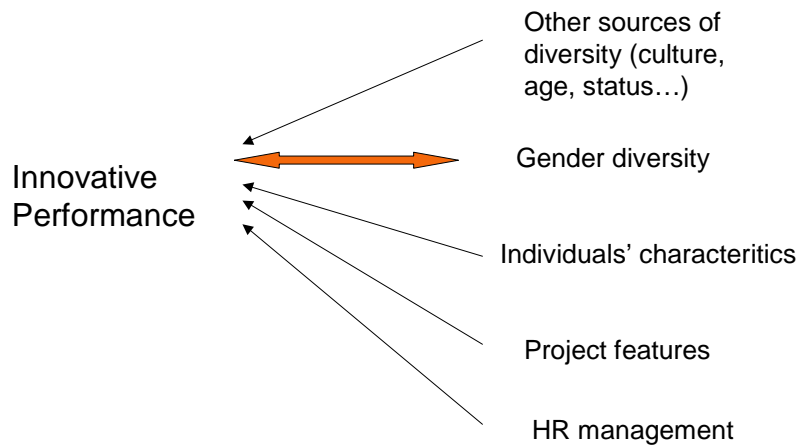 Other sources of
diversity (culture,
age, status…)
Gender diversity
Innovative
Performance
Individuals’ characteritics
Project features
HR management